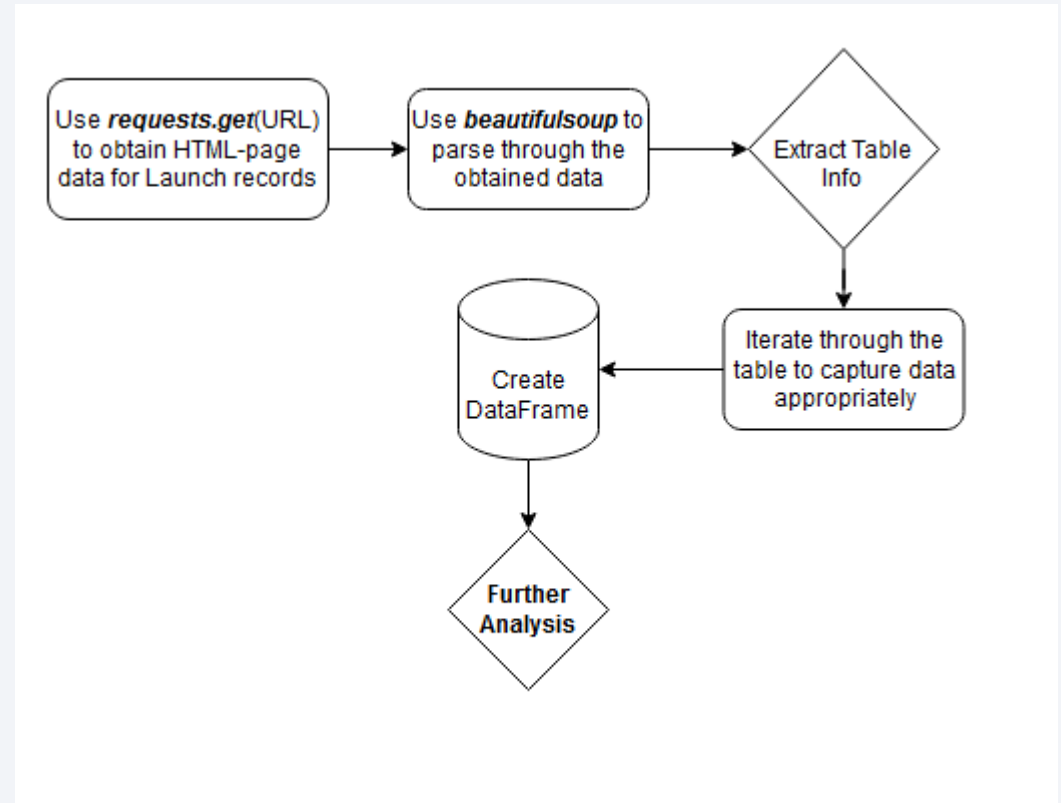 Use requests.get(URL)
to obtain HTML-page
data for Launch records
Use beautifulsoup to
parse through the
obtained data
Extract Table
Info
Iterate through the
table to capture data
appropriately
Create
DataFrame
Further
Analysis